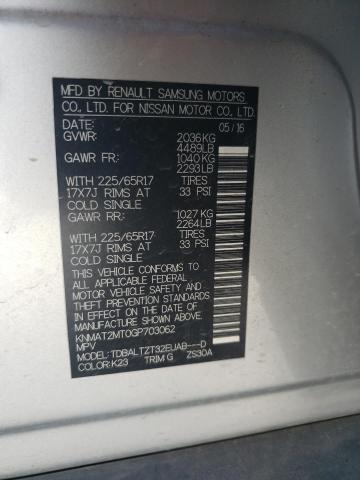 MFD BY RENAULT SAMSUNG MOTORS
CO., LTD. FOR NISSAN MOTOR CO., LTD.
DATE: 05/16
GVWR: 2036KG
4489LB
GAWR FR: 1040KG
2293LB
WITH 225/65R17 TIRES
17X7J RIMS AT 33 PSI
COLD SINGLE
GAWR RR: 1027 KG
2264LB
WITH 225/65R17 TIRES
17X7J RIMS AT 33 PSI
COLD SINGLE
THIS VEHICLE CONFORMS TO
ALL APPLICABLE FEDERAL
MOTOR VEHICLE SAFETY
AND THEFT PREVENTION STANDARDS
IN EFFECT ON THE DATE OF
MANUFACTURE SHOWN ABOVE.
KNMAT2MT0GP703062
MPV
MODEL: TDBALTZT32EUAB---D
COLOR: K23 TRIM G ZS30A